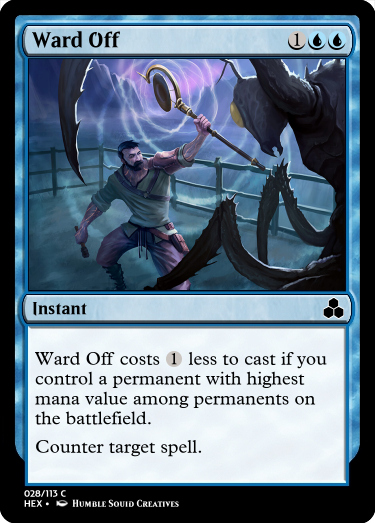 Ward Off 1UU
Instant
Ward Off costs 1 less to cast if you
control a permanent with highest
mana value among permanents on
the battlefield.
Counter target spell.
028/113 C
HEX • Humble Squid Creatives